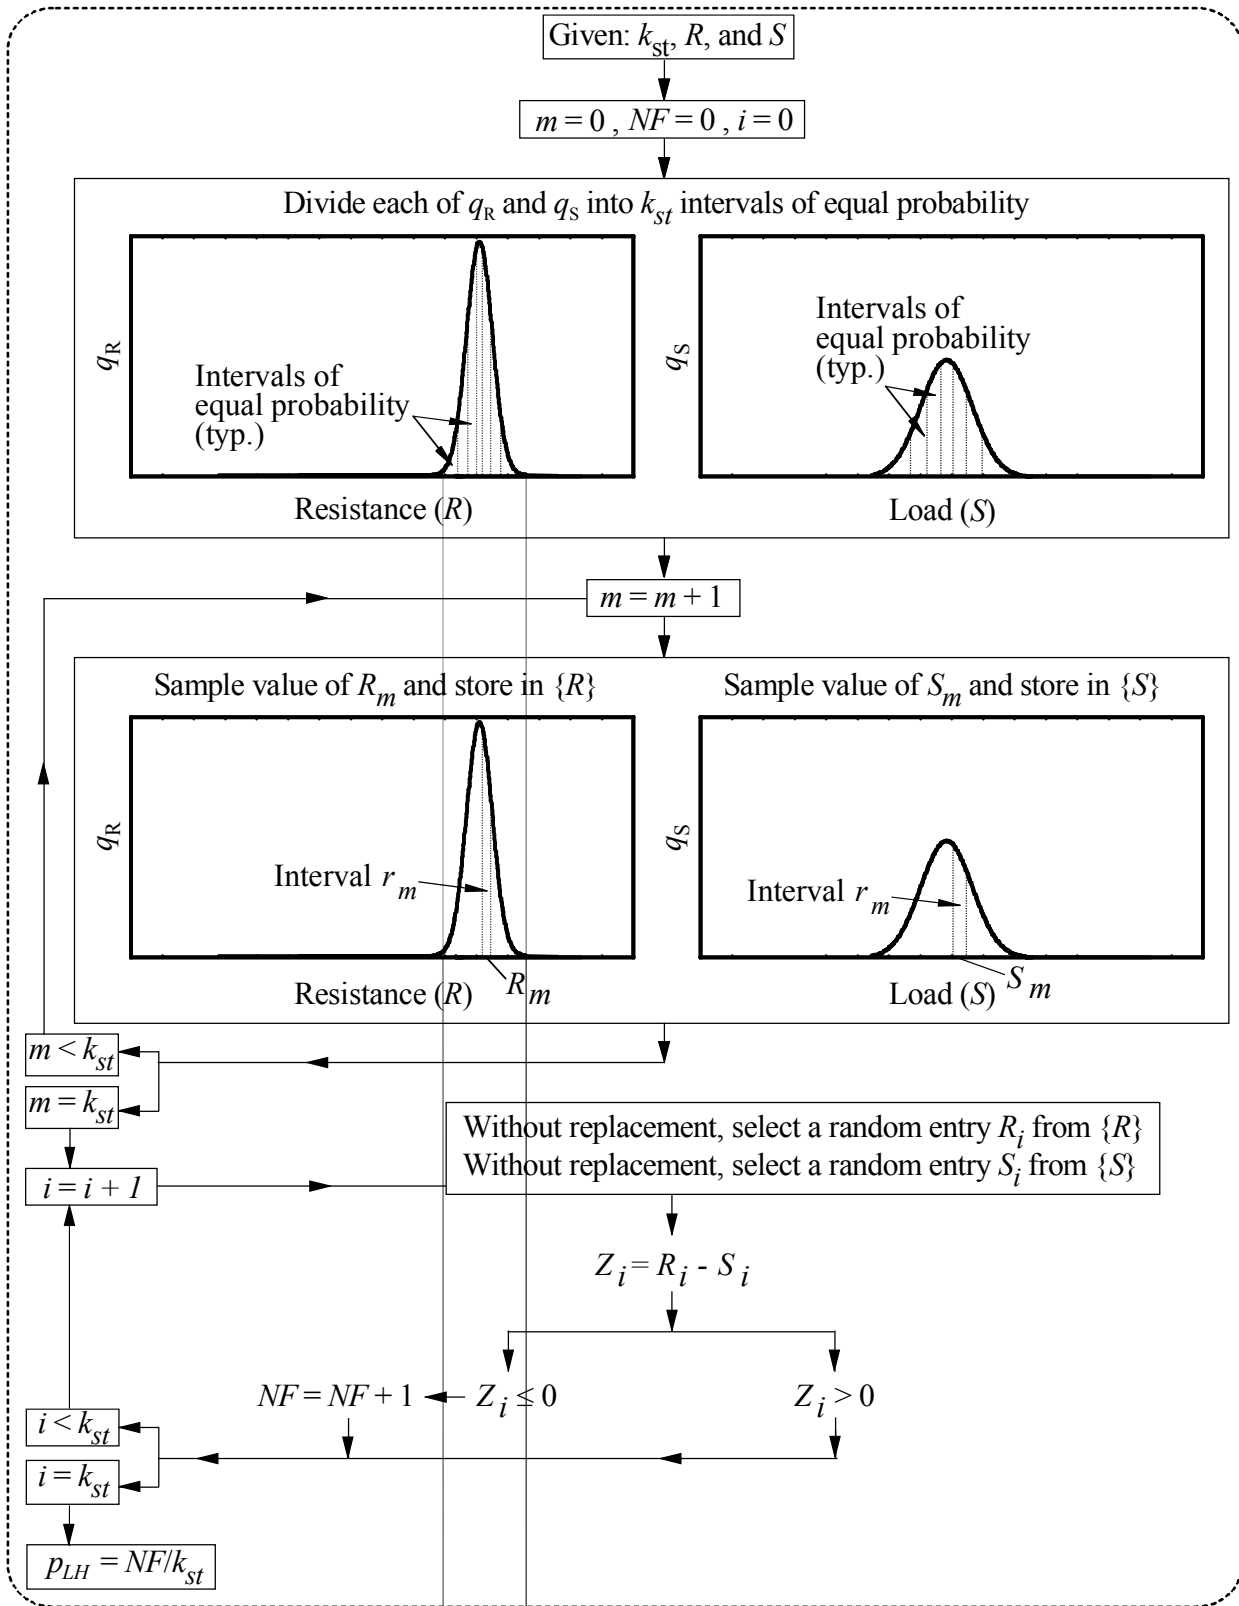 Given: k_st, R, and S
m = 0 , NF = 0 , i = 0
Divide each of q_R and q_S into k_st intervals of equal probability
q_R
Intervals of
equal probability
(typ.)
Resistance (R)
q_S
Intervals of
equal probability
(typ.)
Load (S)
m = m + 1
Sample value of R_m and store in {R}
q_R
Interval r_m
R_m
Resistance (R)
Sample value of S_m and store in {S}
q_S
Interval r_m
S_m
Load (S)
m < k_st
m = k_st
i = i + 1
Without replacement, select a random entry R_i from {R}
Without replacement, select a random entry S_i from {S}
Z_i = R_i - S_i
NF = NF + 1
Z_i ≤ 0
Z_i > 0
i < k_st
i = k_st
p_LH = NF/k_st